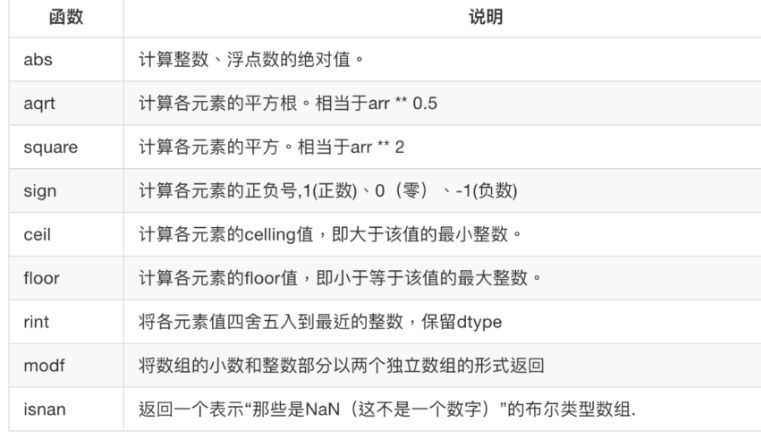 函数 说明
abs 计算整数、浮点数的绝对值。
aqrt 计算各元素的平方根。相当于arr ** 0.5
square 计算各元素的平方。相当于arr ** 2
sign 计算各元素的正负号,1(正数)、0（零）、-1(负数)
ceil 计算各元素的celling值，即大于该值的最小整数。
floor 计算各元素的floor值，即小于等于该值的最大整数。
rint 将各元素值四舍五入到最近的整数，保留dtype
modf 将数组的小数和整数部分以两个独立数组的形式返回
isnan 返回一个表示“那些是NaN（这不是一个数字）”的布尔类型数组.